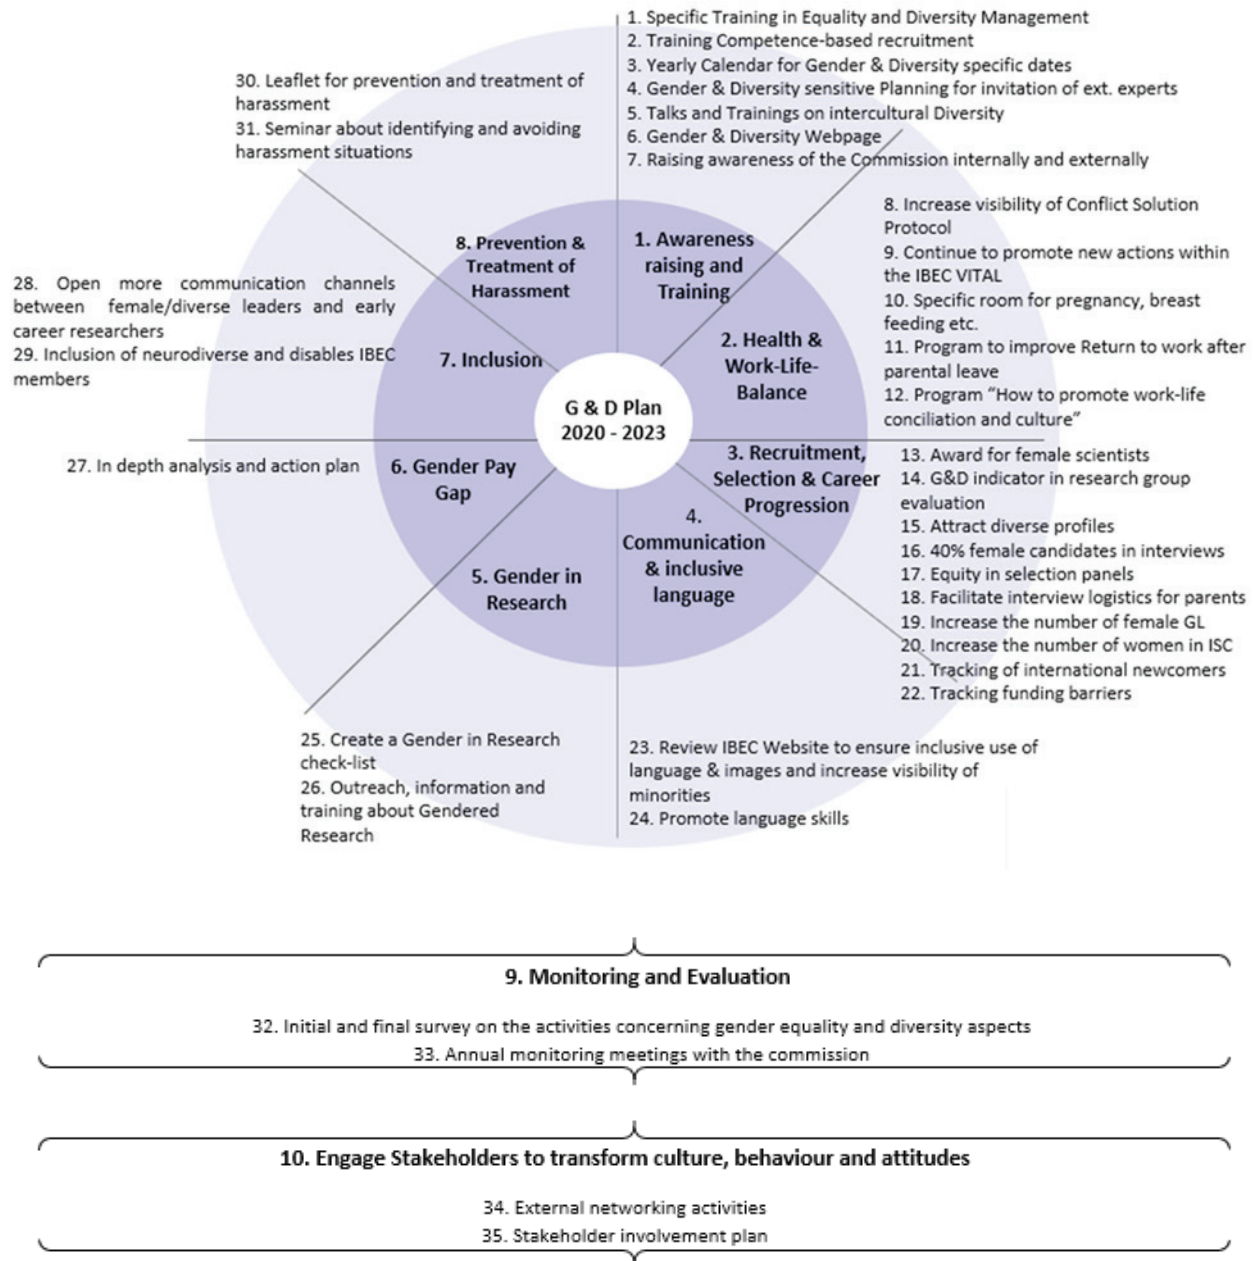 1. Specific Training in Equality and Diversity Management
2. Training Competence-based recruitment
3. Yearly Calendar for Gender & Diversity specific dates
4. Gender & Diversity sensitive Planning for invitation of ext. experts
5. Talks and Trainings on intercultural Diversity
6. Gender & Diversity Webpage
7. Raising awareness of the Commission internally and externally
30. Leaflet for prevention and treatment of
harassment
31. Seminar about identifying and avoiding
harassment situations
8. Increase visibility of Conflict Solution
Protocol
9. Continue to promote new actions within
the IBEC VITAL
10. Specific room for pregnancy, breast
feeding etc.
11. Program to improve Return to work after
parental leave
12. Program “How to promote work-life
conciliation and culture”
8. Prevention &
Treatment of
Harassment
1. Awareness
raising and
Training
28. Open more communication channels
between female/diverse leaders and early
career researchers
29. Inclusion of neurodiverse and disables IBEC
members
7. Inclusion
2. Health &
Work-Life-
Balance
G & D Plan
2020 - 2023
27. In depth analysis and action plan
6. Gender Pay
Gap
3. Recruitment,
Selection & Career
Progression
13. Award for female scientists
14. G&D indicator in research group
evaluation
15. Attract diverse profiles
16. 40% female candidates in interviews
17. Equity in selection panels
18. Facilitate interview logistics for parents
19. Increase the number of female GL
20. Increase the number of women in ISC
21. Tracking of international newcomers
22. Tracking funding barriers
5. Gender in
Research
4.
Communication
& inclusive
language
25. Create a Gender in Research
check-list
26. Outreach, information and
training about Gendered
Research
23. Review IBEC Website to ensure inclusive use of
language & images and increase visibility of
minorities
24. Promote language skills
9. Monitoring and Evaluation
32. Initial and final survey on the activities concerning gender equality and diversity aspects
33. Annual monitoring meetings with the commission
10. Engage Stakeholders to transform culture, behaviour and attitudes
34. External networking activities
35. Stakeholder involvement plan